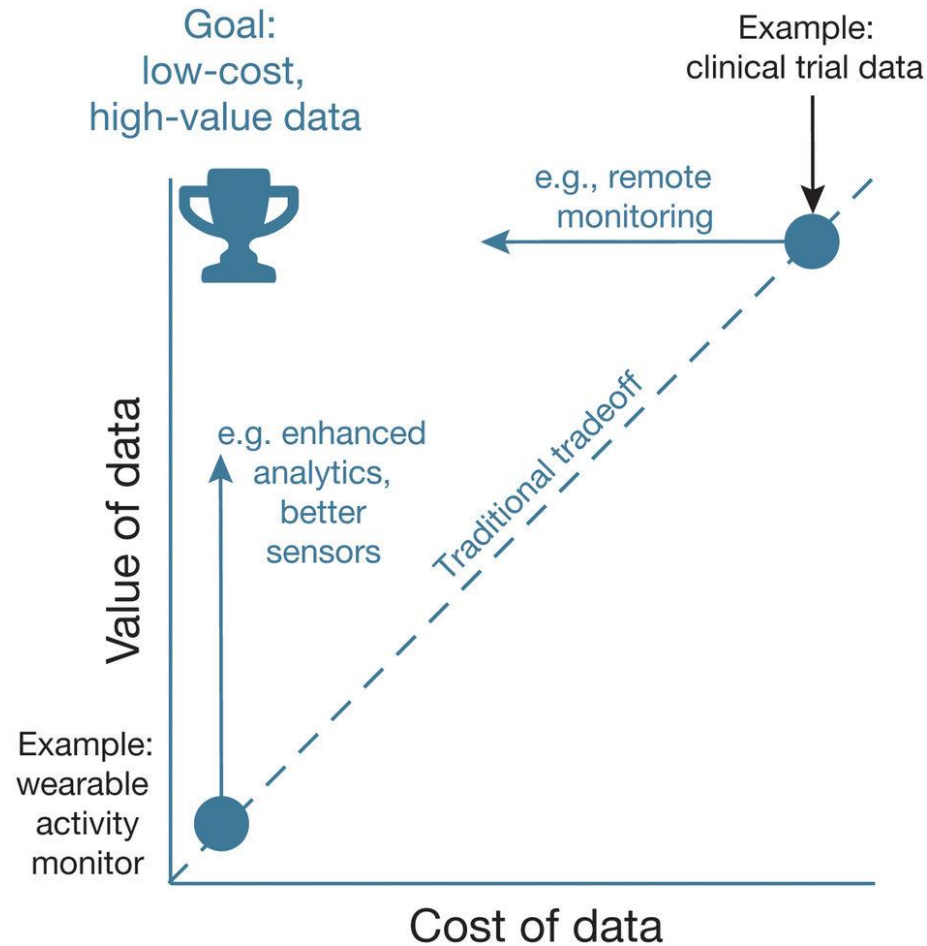 Goal:
low-cost,
high-value data
Example:
clinical trial data
e.g., remote
monitoring
Traditional tradeoff
e.g. enhanced
analytics,
better
sensors
Value of data
Example:
wearable
activity
monitor
Cost of data